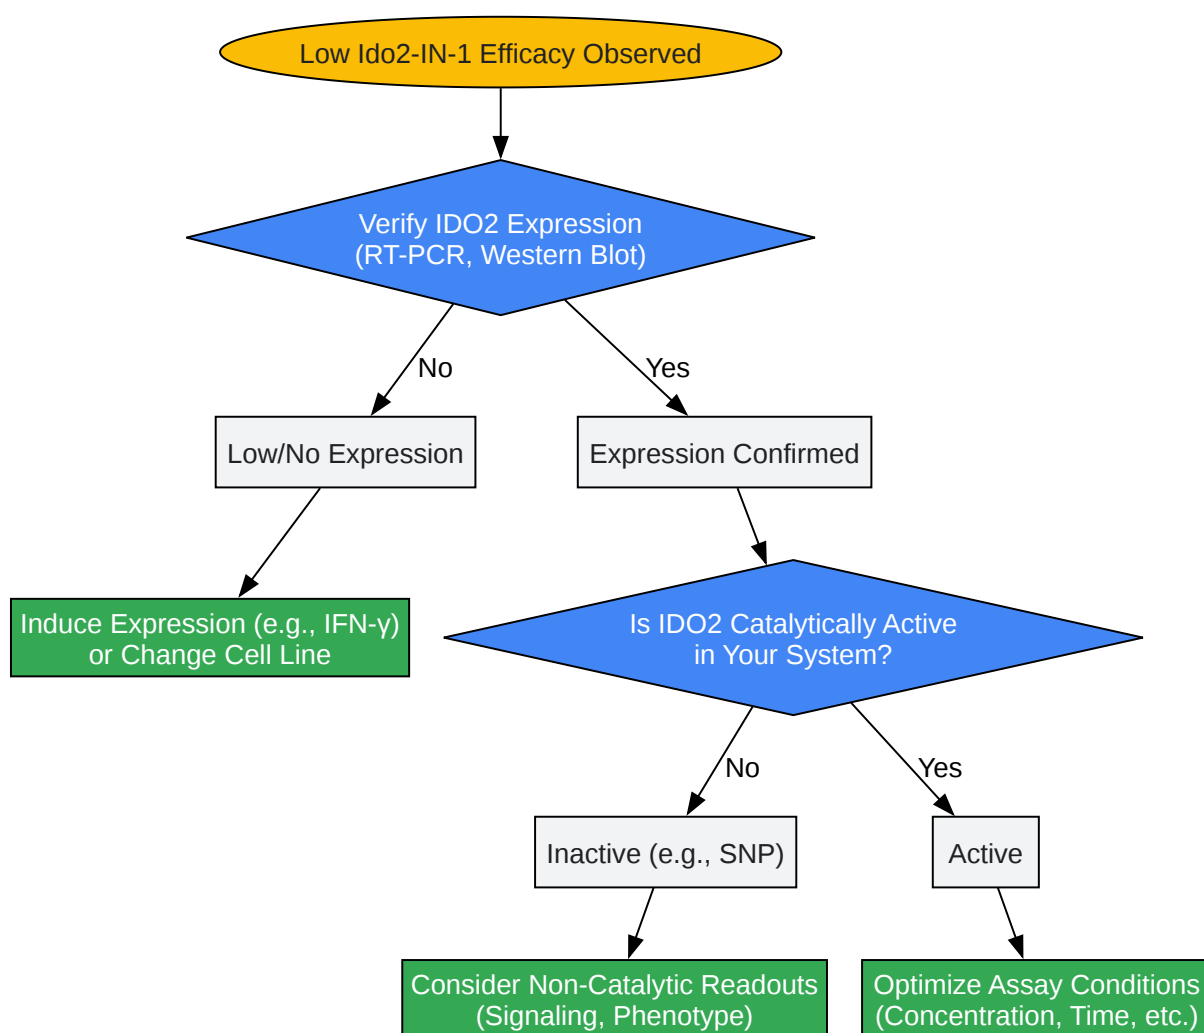 Low Ido2-IN-1 Efficacy Observed
Verify IDO2 Expression
(RT-PCR, Western Blot)
No
Yes
Low/No Expression
Expression Confirmed
Induce Expression (e.g., IFN-γ)
or Change Cell Line
Is IDO2 Catalytically Active
in Your System?
No
Yes
Inactive (e.g., SNP)
Active
Consider Non-Catalytic Readouts
(Signaling, Phenotype)
Optimize Assay Conditions
(Concentration, Time, etc.)